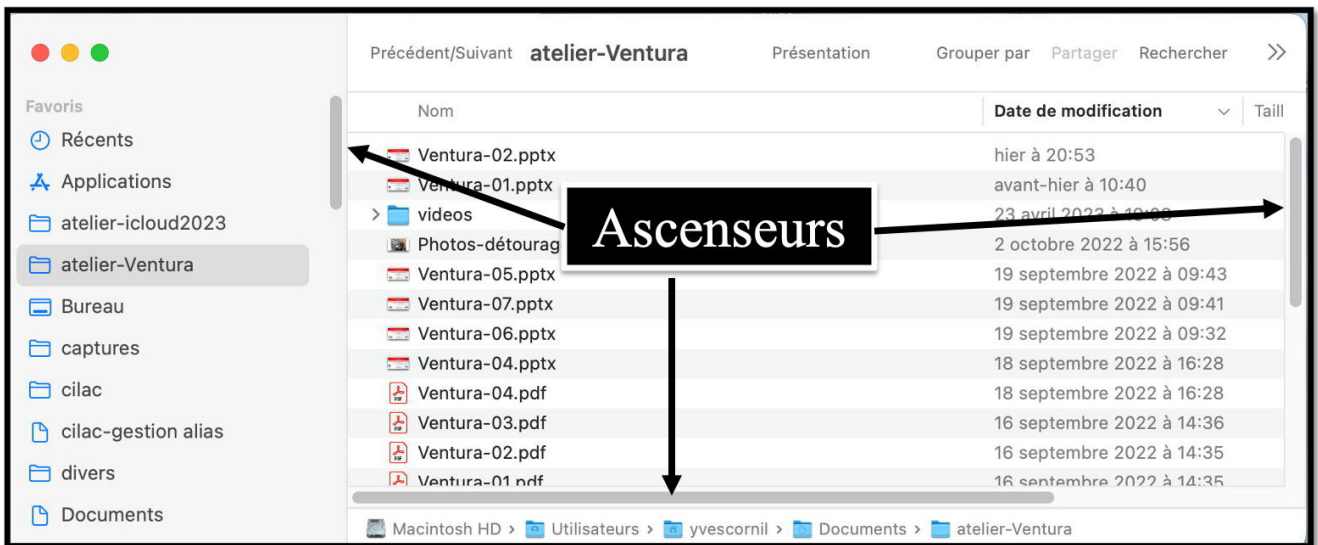 Précédent/Suivant atelier-Ventura Présentation Grouper par Partager Rechercher
Favoris
Récents
Applications
atelier-icloud2023
atelier-Ventura
Bureau
captures
cilac
cilac-gestion alias
divers
Documents
Nom Date de modification Taill
Ventura-02.pptx hier à 20:53
Ventura-01.pptx avant-hier à 10:40
videos 23 avril 2023 à
Photos-détourag 2 octobre 2022 à 15:56
Ventura-05.pptx 19 septembre 2022 à 09:43
Ventura-07.pptx 19 septembre 2022 à 09:41
Ventura-06.pptx 19 septembre 2022 à 09:32
Ventura-04.pptx 18 septembre 2022 à 16:28
Ventura-04.pdf 18 septembre 2022 à 16:28
Ventura-03.pdf 16 septembre 2022 à 14:36
Ventura-02.pdf 16 septembre 2022 à 14:35
Ventura-01.pdf 16 septembre 2022 à 14:35
Ascenseurs
Macintosh HD › Utilisateurs › yvescornil › Documents › atelier-Ventura